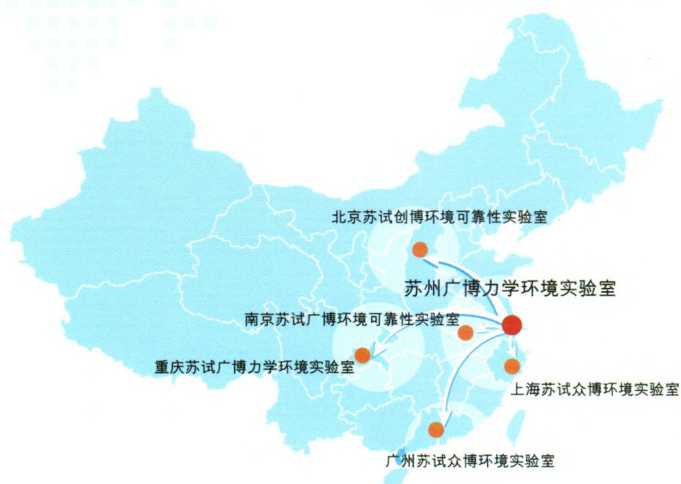 北京苏试创博环境可靠性实验室
苏州广博力学环境实验室
南京苏试广博环境可靠性实验室
重庆苏试广博力学环境实验室
上海苏试众博环境实验室
广州苏试众博环境实验室